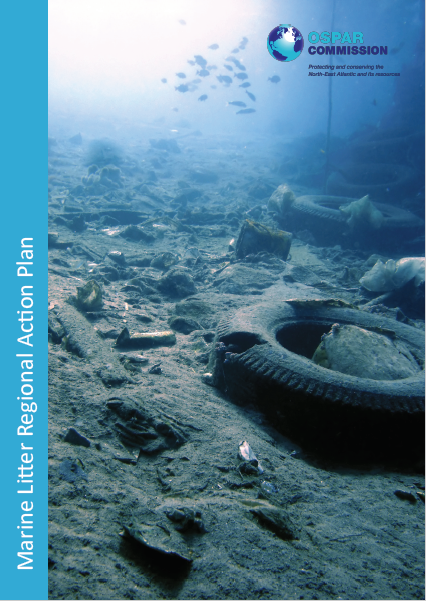 OSPAR
COMMISSION
Protecting and conserving the
North-East Atlantic and its resources
Marine Litter Regional Action Plan